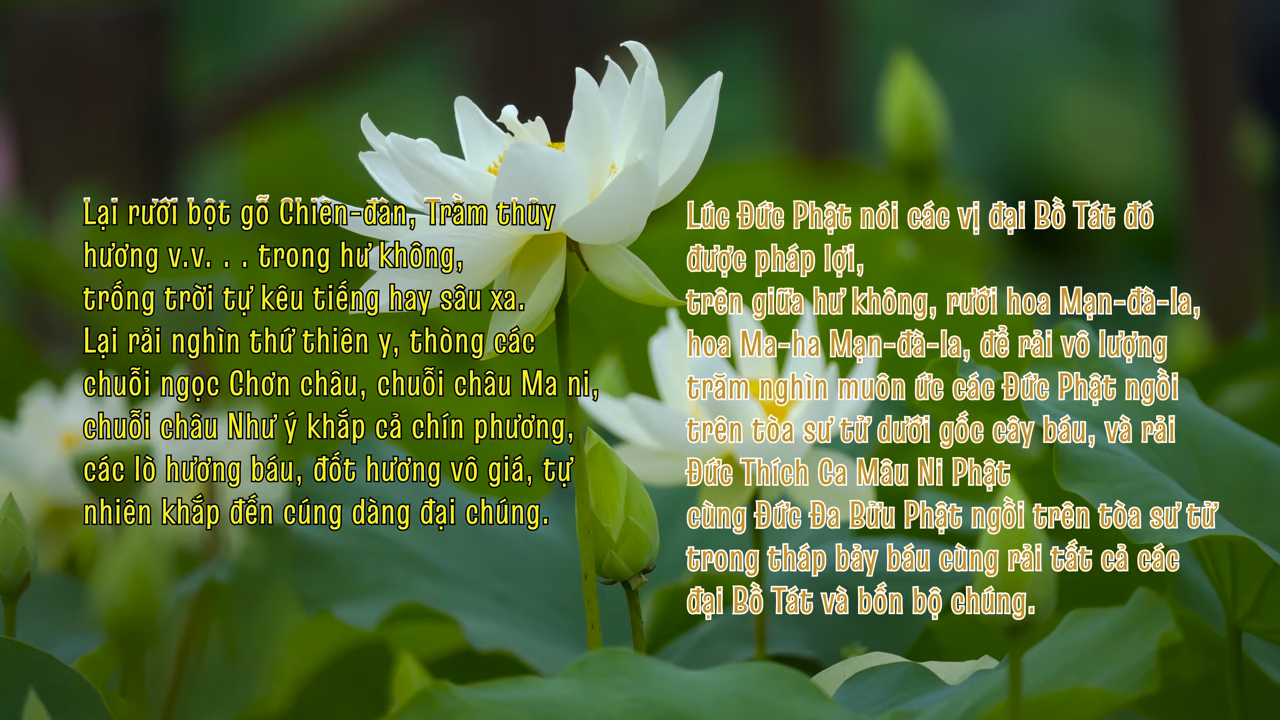 Lại rưỡi bột gỗ Chiên-đàn, Trầm thủy
hương v.v. . . trong hư không,
trống trời tự kêu tiếng hay sâu xa.
Lại rải nghìn thứ thiên y, thòng các
chuỗi ngọc Chơn châu, chuỗi châu Ma ni,
chuỗi châu Như ý khắp cả chín phương,
các lò hương báu, đốt hương vô giá, tự
nhiên khắp đến cúng dàng đại chúng.
Lúc Đức Phật nói các vị đại Bồ Tát đó
được pháp lợi,
trên giữa hư không, rưới hoa Mạn-đà-la,
hoa Ma-ha Mạn-đà-la, để rải vô lượng
trăm nghìn muôn ức các Đức Phật ngồi
trên tòa sư tử dưới gốc cây báu, và rải
Đức Thích Ca Mâu Ni Phật
cùng Đức Đa Bửu Phật ngồi trên tòa sư tử
trong tháp bảy báu cùng rải tất cả các
đại Bồ Tát và bốn bộ chúng.